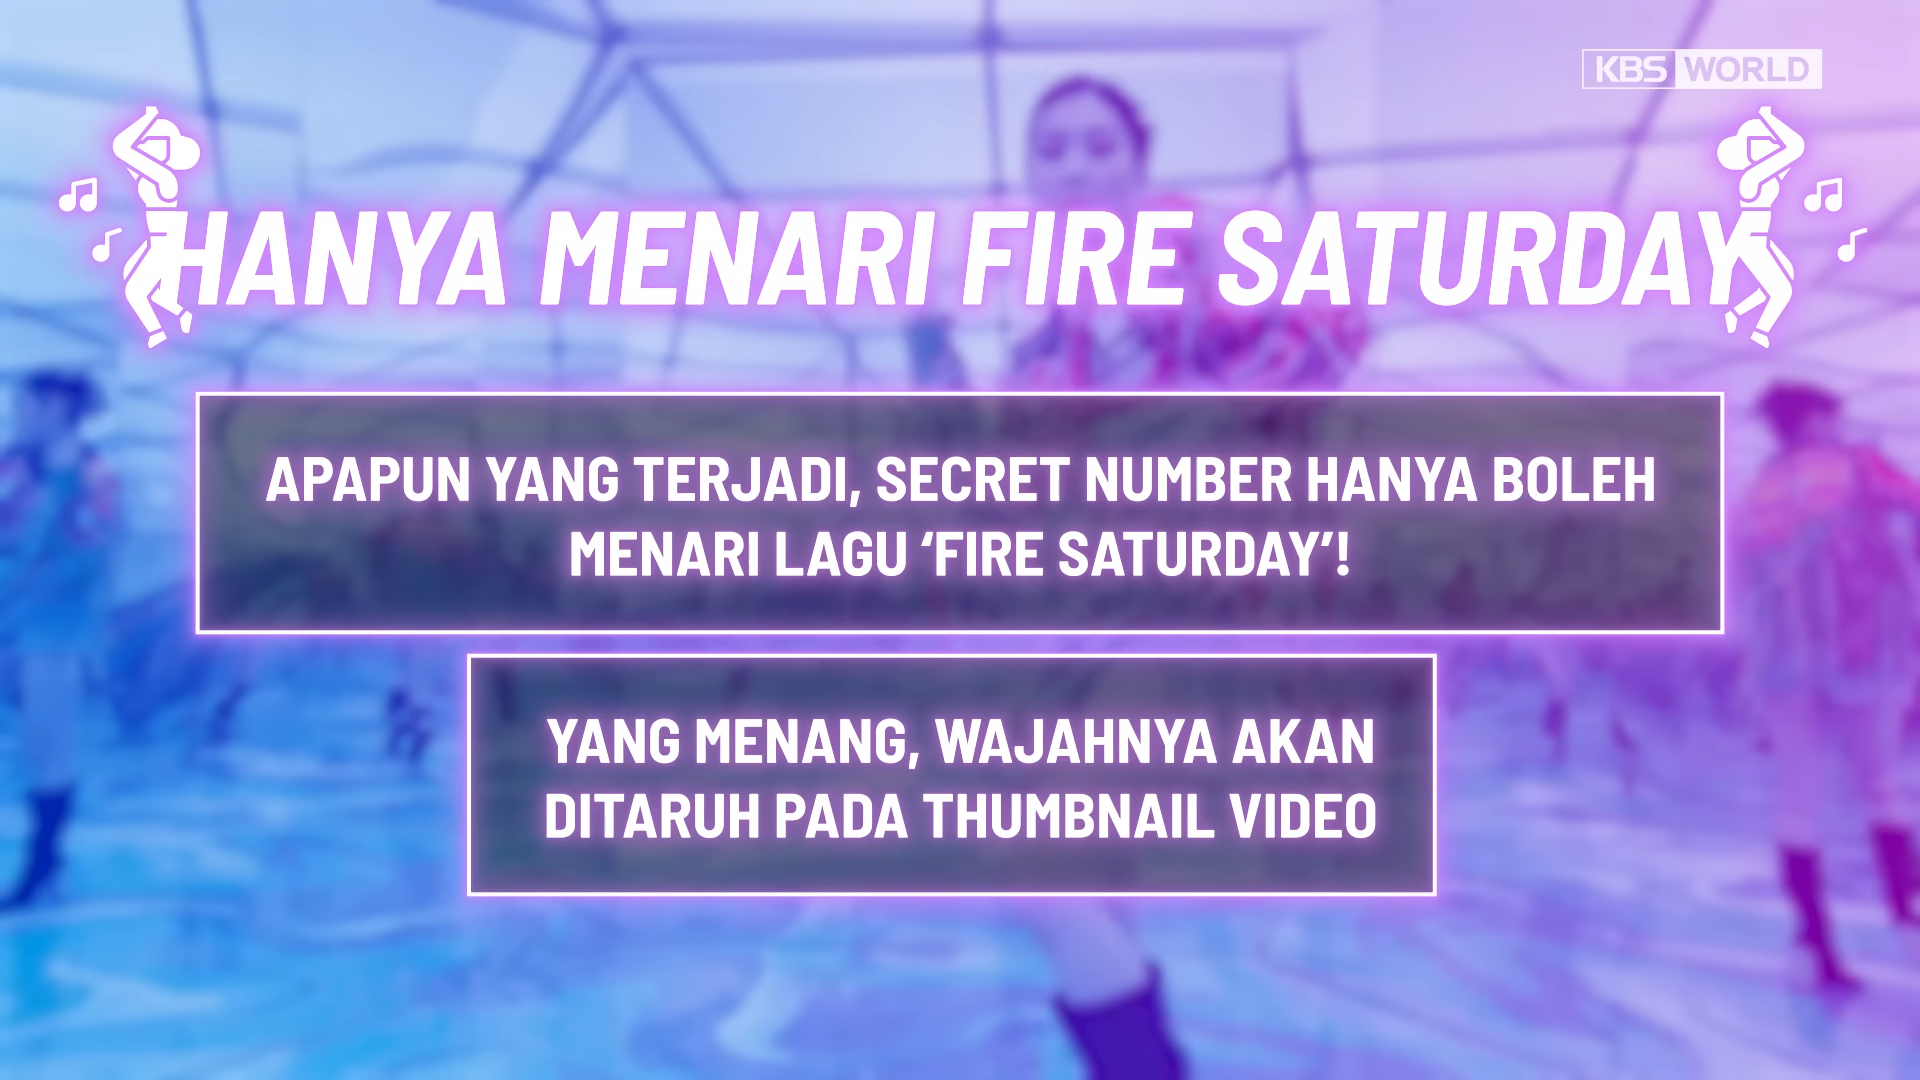 KBS WORLD
HANYA MENARI FIRE SATURDAY
APAPUN YANG TERJADI, SECRET NUMBER HANYA BOLEH
MENARI LAGU ‘FIRE SATURDAY’!
YANG MENANG, WAJAHNYA AKAN
DITARUH PADA THUMBNAIL VIDEO